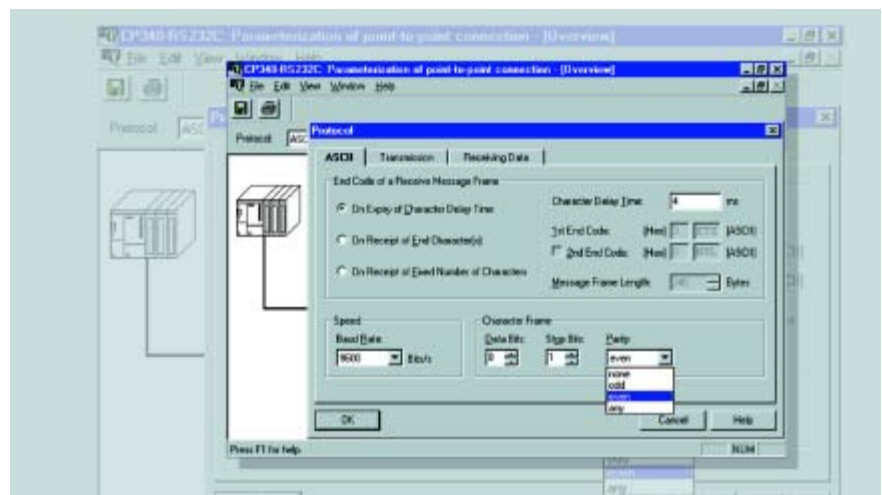 CP340-RS232C: Parameterization of point-to-point connection - [Overview]
File Edit View Window Help
Protocol ASC
CP340-RS232C: Parameterization of point-to-point connection - [Overview]
File Edit View Window Help
Protocol: ASC
Protocol
ASCII Transmission Receiving Data
End Code of a Receive Message Frame
On Expiry of Character Delay Time
Character Delay Time: 4 ms
On Receipt of End Character(s)
1st End Code: (Hex) (ASCII)
2nd End Code: (Hex) (ASCII)
On Receipt of Fixed Number of Characters
Message Frame Length: Bytes
Speed
Baud Rate
9600 Bits/s
Character Frame
Data Bits: Stop Bits: Parity:
8 1 even
none
odd
even
any
OK Cancel Help
Press F1 for help. NUM
even
any